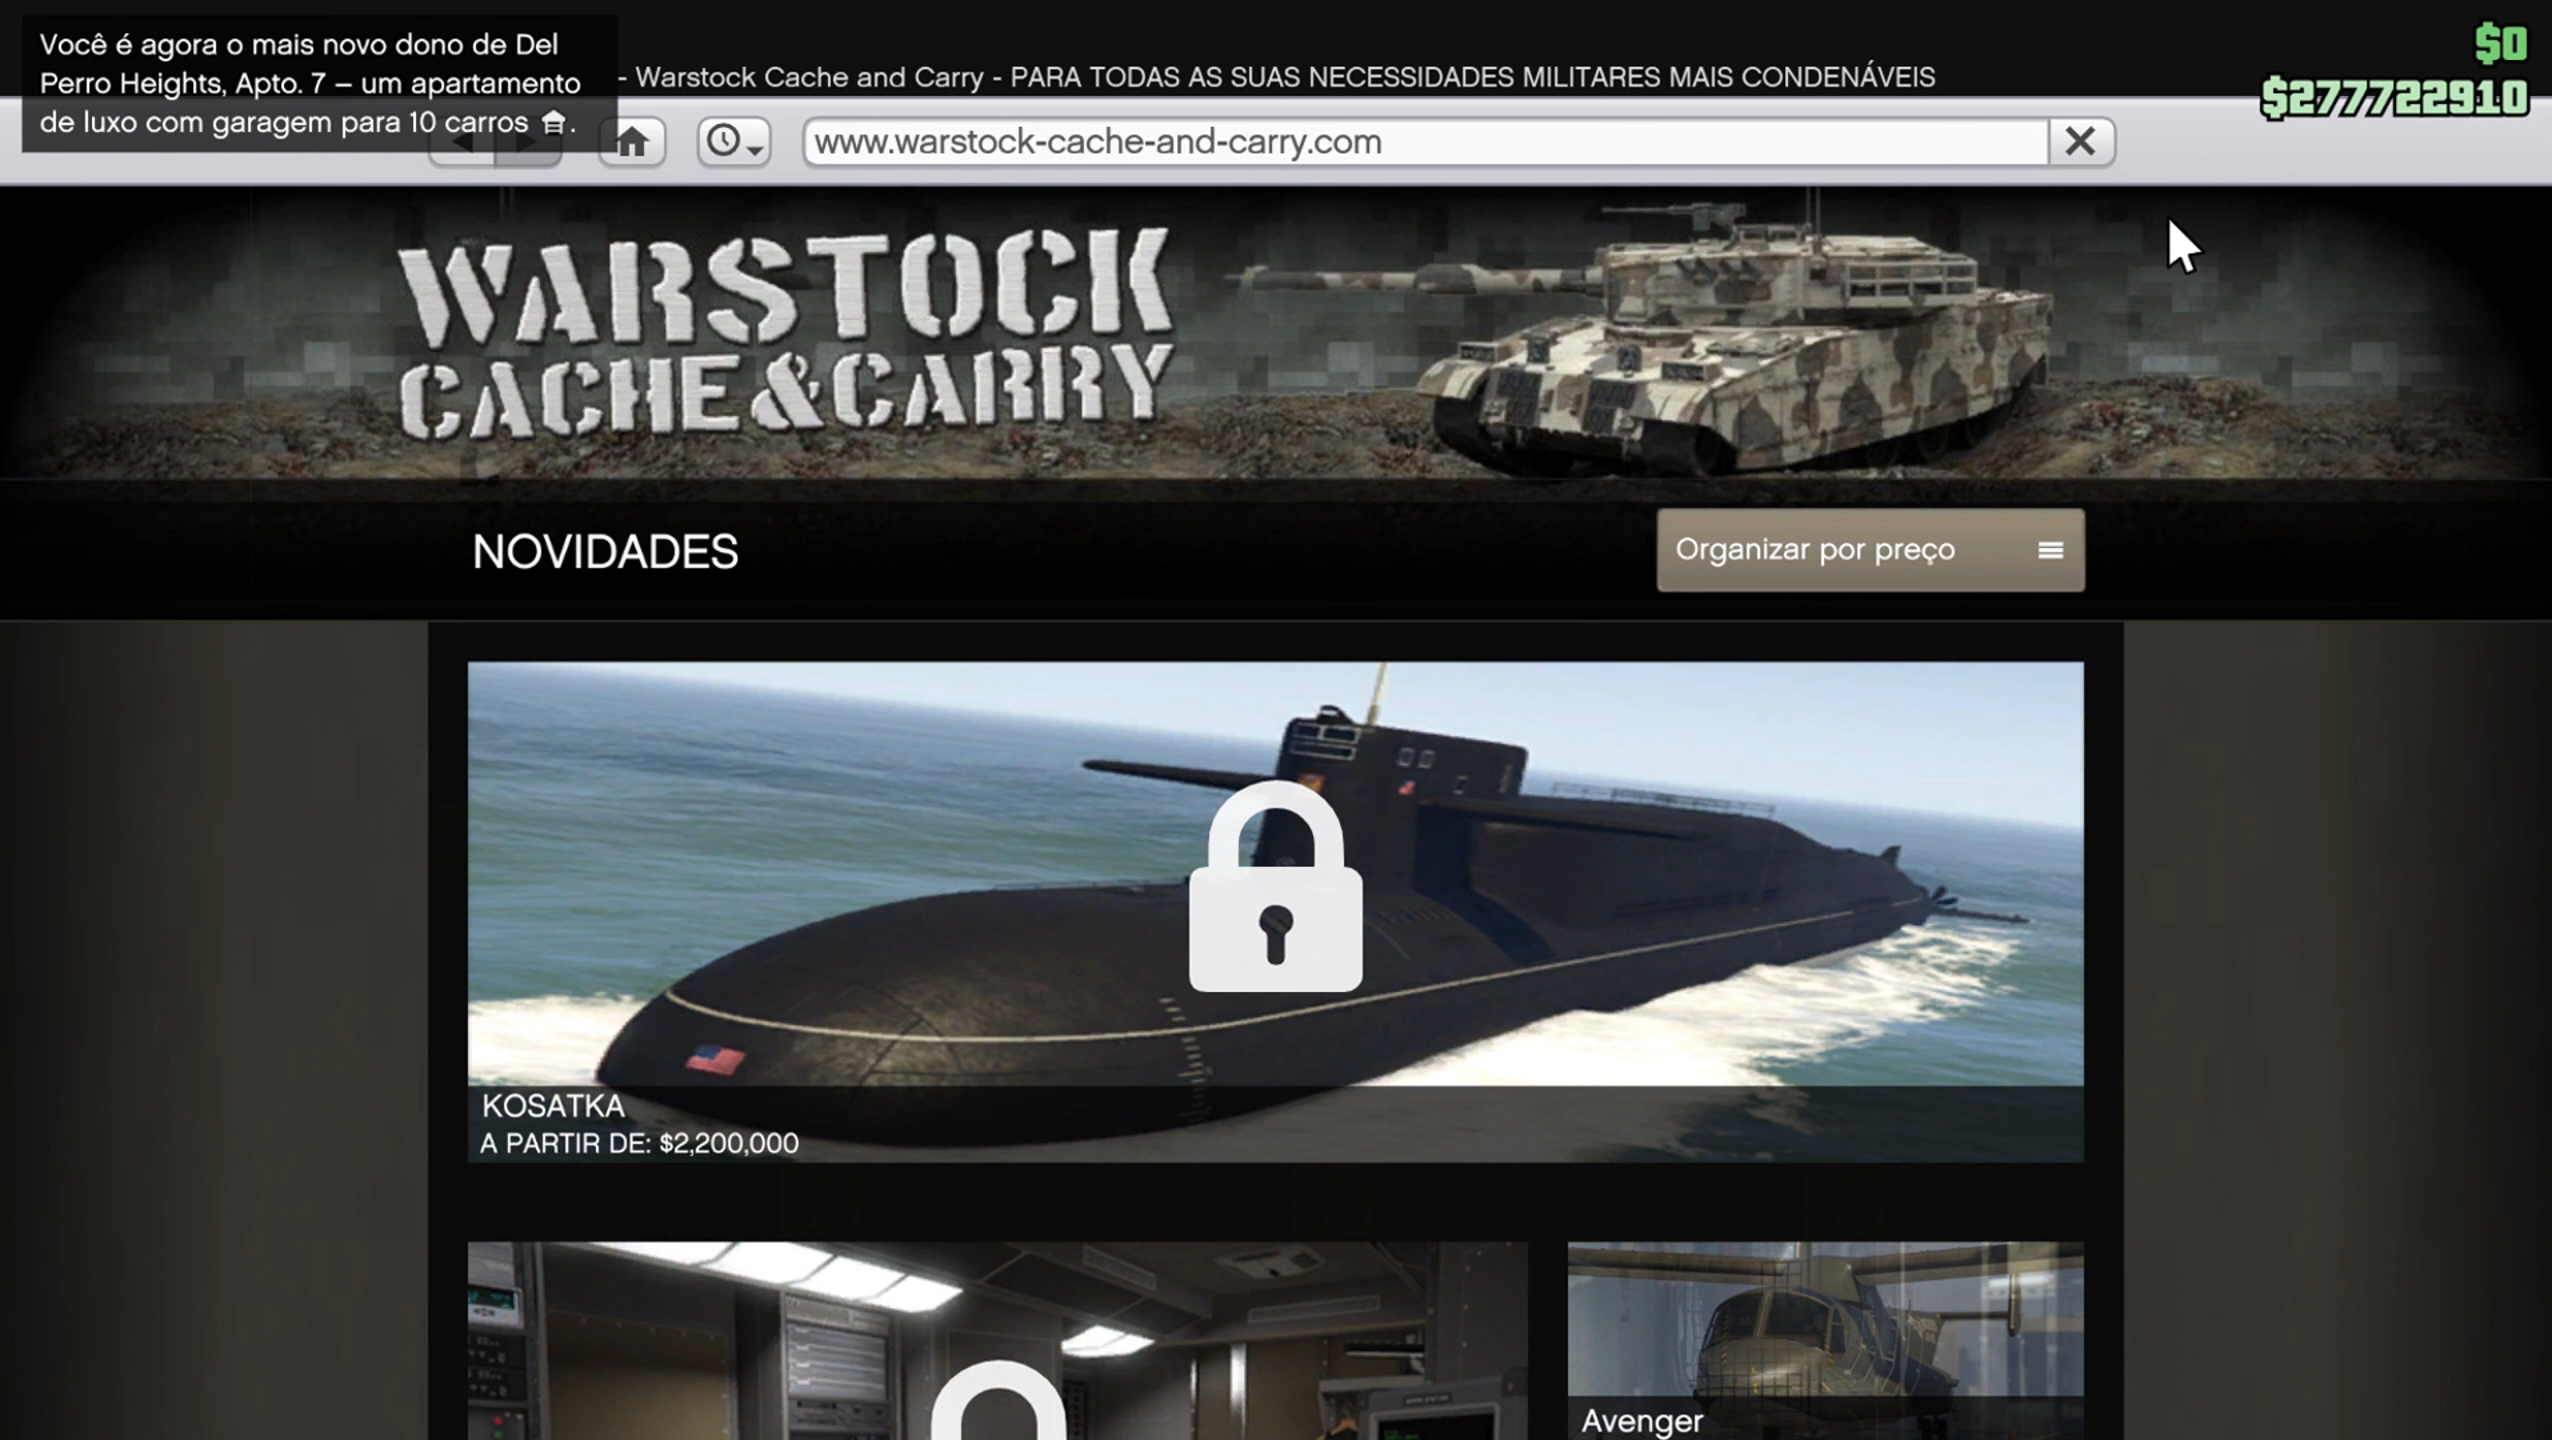 Você é agora o mais novo dono de Del
Perro Heights, Apto. 7 – um apartamento
de luxo com garagem para 10 carros .
- Warstock Cache and Carry - PARA TODAS AS SUAS NECESSIDADES MILITARES MAIS CONDENÁVEIS
$0
$277722910
www.warstock-cache-and-carry.com
WARSTOCK
CACHE&CARRY
NOVIDADES
Organizar por preço
KOSATKA
A PARTIR DE: $2,200,000
Avenger